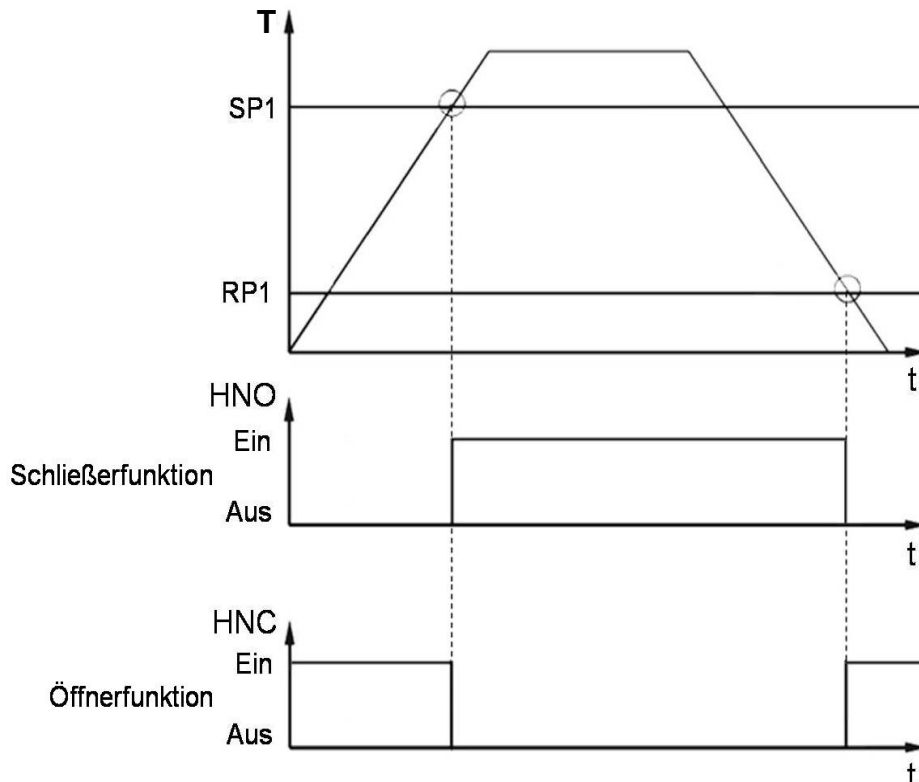 T
SP1
RP1
t
HNO
Ein
Schließerfunktion
Aus
t
HNC
Ein
Öffnerfunktion
Aus
t